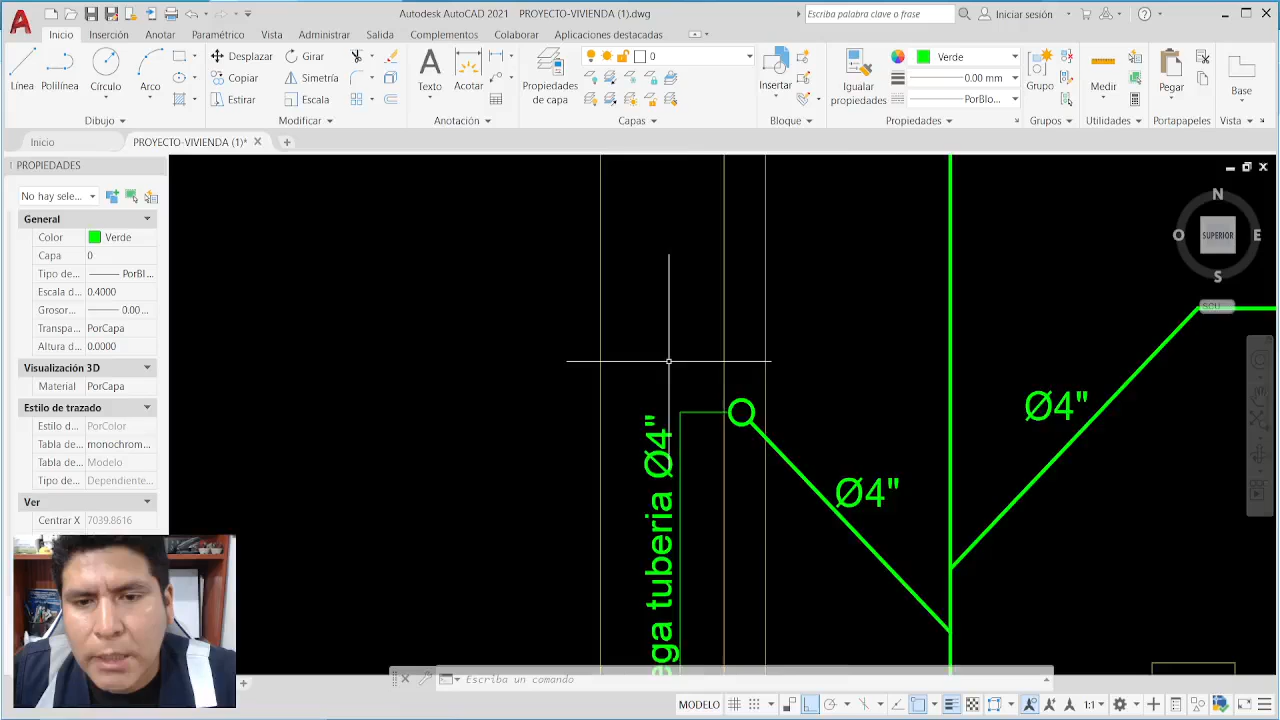 Autodesk AutoCAD 2021 PROYECTO-VIVIENDA (1).dwg
Escriba palabra clave o frase
Iniciar sesión
Inicio Inserción Anotar Paramétrico Vista Administrar Salida Complementos Colaborar Aplicaciones destacadas
Línea Polilínea Círculo Arco
Desplazar Girar
Copiar Simetría
Estirar Escala
Texto Acotar
Propiedades de capa
0
Insertar
Igualar propiedades
Verde
0.00 mm
PorBlo...
Grupo
Medir
Pegar
Base
Dibujo Modificar Anotación Capas Bloque Propiedades Grupos Utilidades Portapapeles Vista
Inicio PROYECTO-VIVIENDA (1)*
PROPIEDADES
No hay sele...
General
Color Verde
Capa 0
Tipo de... PorBl...
Escala d... 0.4000
Grosor... 0.00 ...
Transpa... PorCapa
Altura d... 0.0000
Visualización 3D
Material PorCapa
Estilo de trazado
Estilo d... PorColor
Tabla de... monochrom...
Tabla d... Modelo
Tipo de... Dependiente...
Ver
Centrar X 7039.8616
N
O SUPERIOR E
S
SCU
Ø4"
Ø4"
ega tuberia Ø4"
Escriba un comando
MODELO
1:1